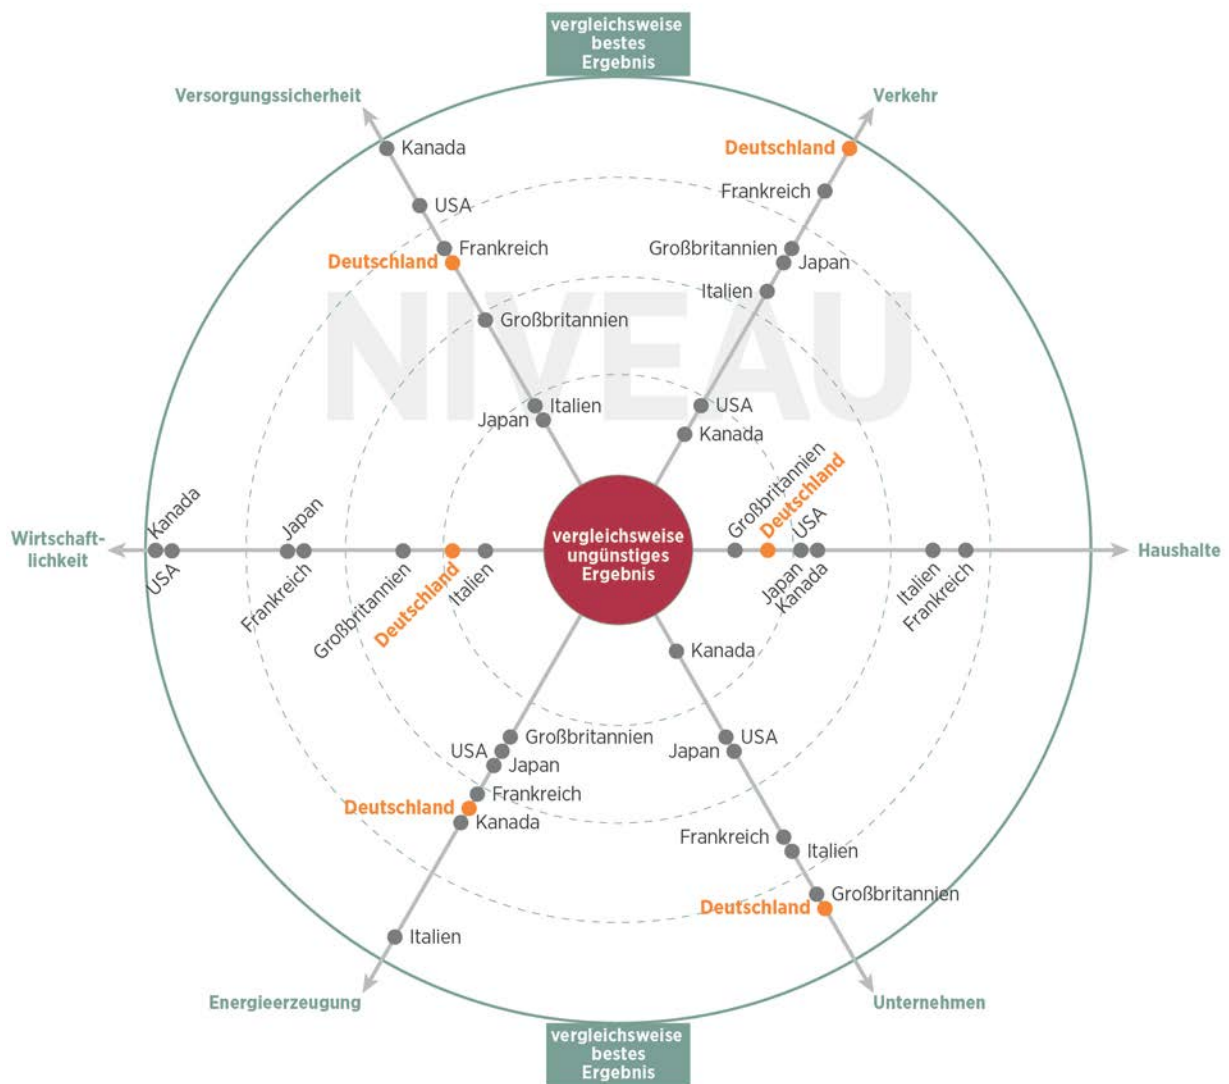 vergleichsweise
bestes
Ergebnis
Versorgungssicherheit
Verkehr
Kanada
Deutschland
USA
Frankreich
Frankreich
Großbritannien
Deutschland
Japan
Italien
NIVEAU
Großbritannien
Italien
USA
Japan
Kanada
Großbritannien
Deutschland
USA
Kanada
Japan
Wirtschaft-
lichkeit
vergleichsweise
ungünstiges
Ergebnis
Haushalte
USA
Frankreich
Großbritannien
Deutschland
Italien
Japan
Kanada
Italien
Frankreich
Kanada
Großbritannien
USA
USA
Japan
Japan
Frankreich
Deutschland
Kanada
Frankreich
Italien
Großbritannien
Deutschland
Italien
Energieerzeugung
Unternehmen
vergleichsweise
bestes
Ergebnis